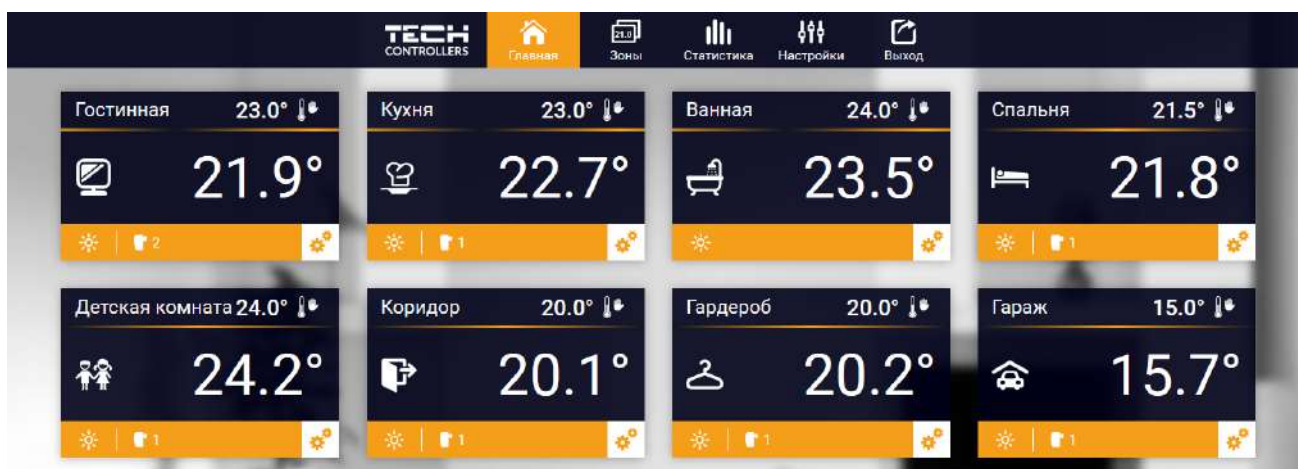 TECH
CONTROLLERS
Главная
21.0
Зоны
Статистика
Настройки
Выход
Гостинная 23.0°
21.9°
2
Кухня 23.0°
22.7°
1
Ванная 24.0°
23.5°
Спальня 21.5°
21.8°
1
Детская комната 24.0°
24.2°
1
Коридор 20.0°
20.1°
1
Гардероб 20.0°
20.2°
1
Гараж 15.0°
15.7°
1